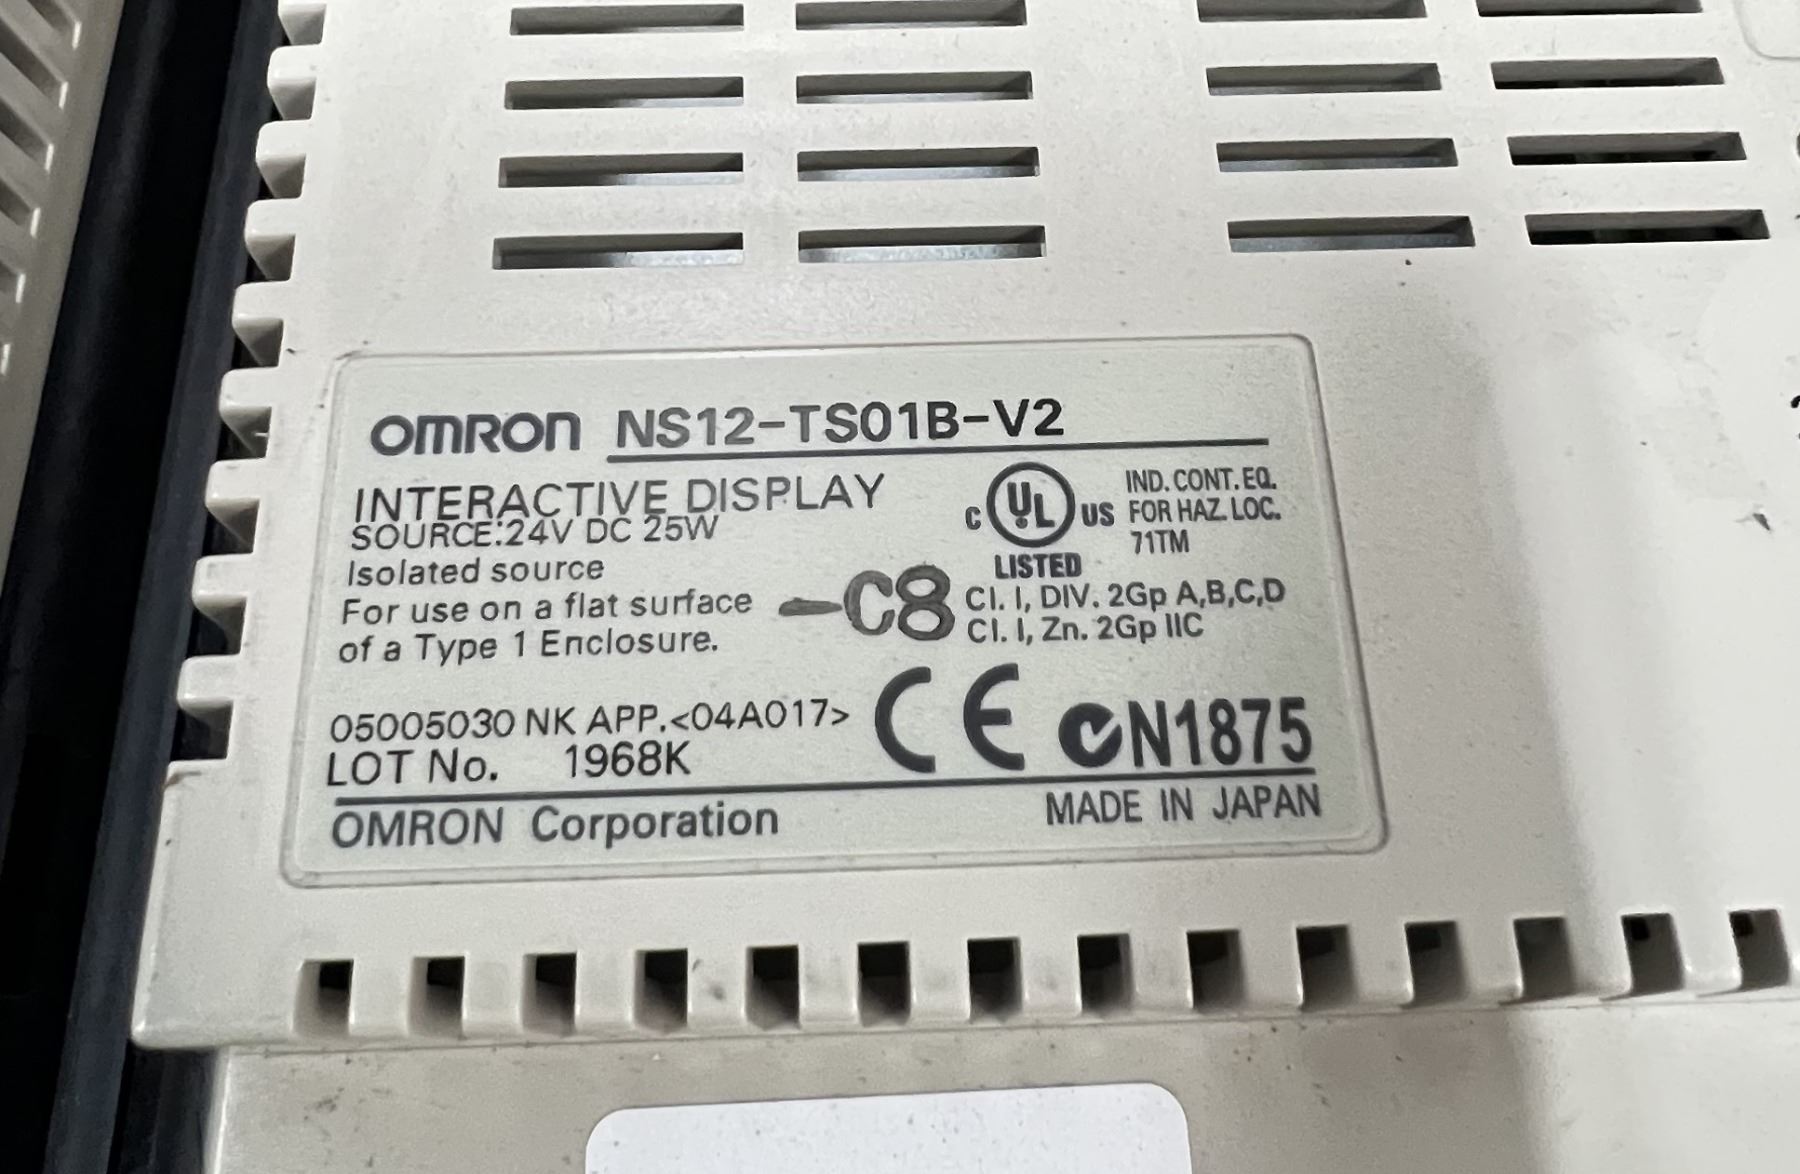 OMRON NS12-TS01B-V2
INTERACTIVE DISPLAY
SOURCE:24V DC 25W
Isolated source
For use on a flat surface
of a Type 1 Enclosure.
C UL US
LISTED
IND. CONT. EQ.
FOR HAZ. LOC.
71TM
-C8
Cl. I, DIV. 2Gp A,B,C,D
Cl. I, Zn. 2Gp IIC
05005030 NK APP.<04A017>
LOT No. 1968K
CE N1875
OMRON Corporation
MADE IN JAPAN